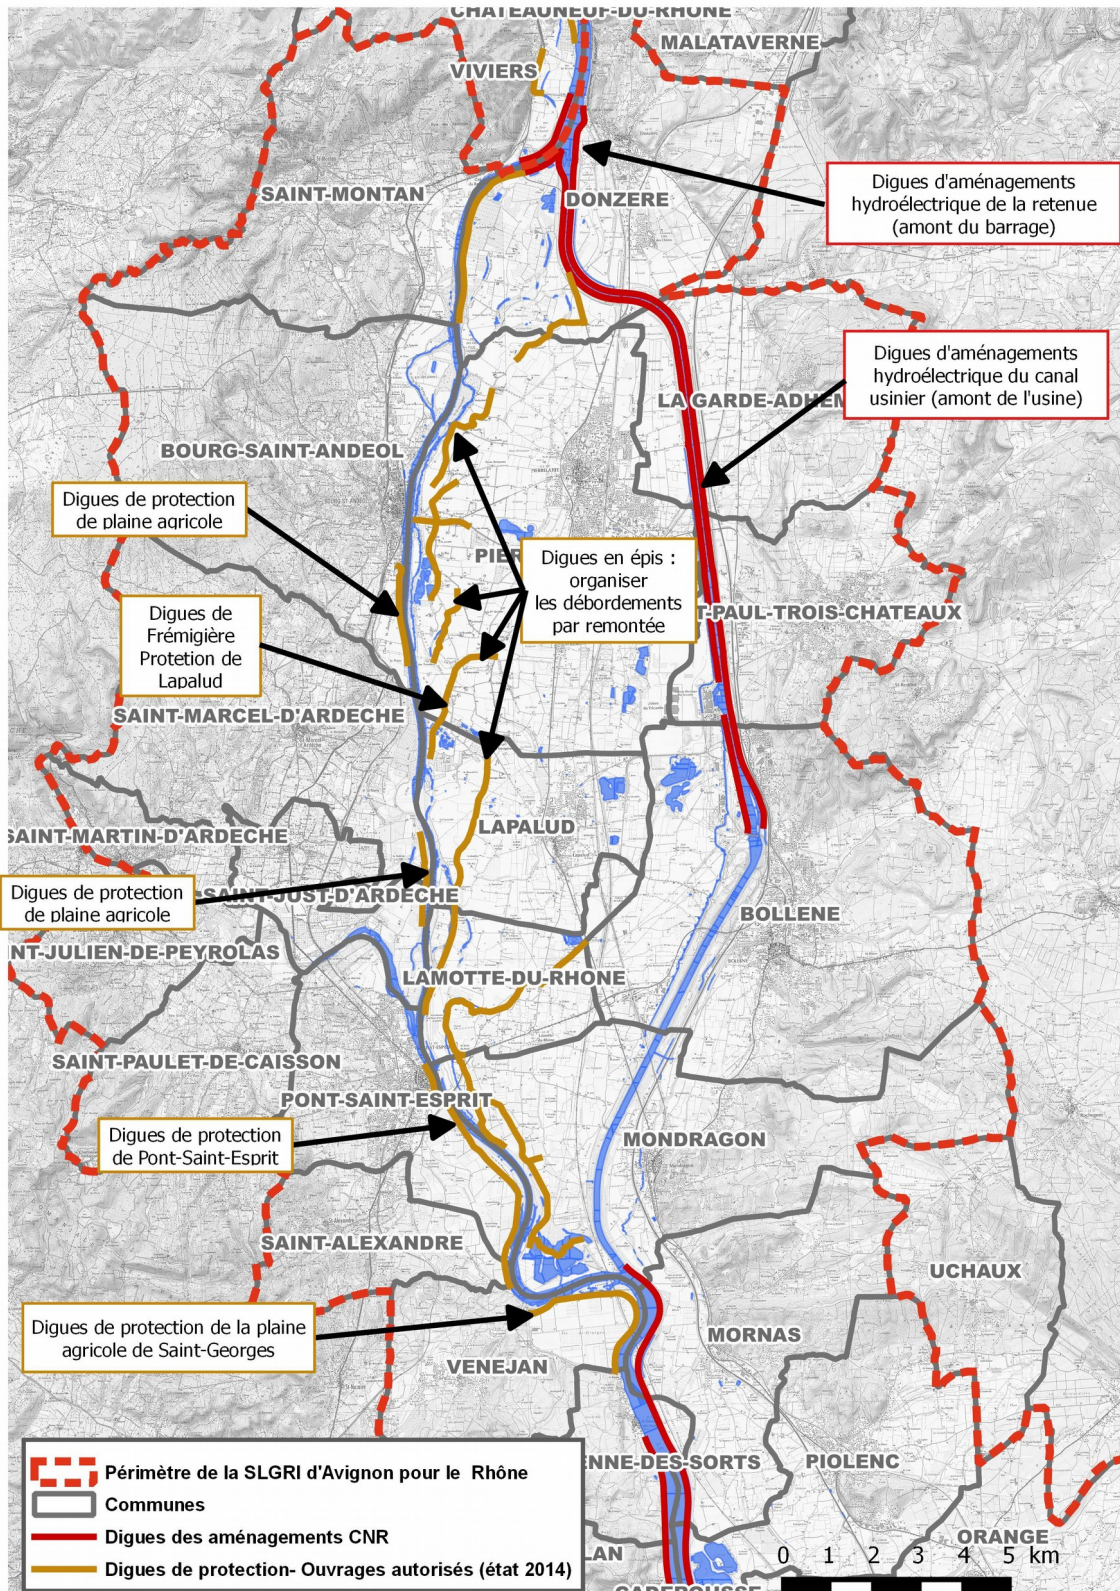 CHATEAUNEUF-DU-RHONE
MALATAVERNE
VIVIERS
SAINT-MONTAN
DONZERE
Digues d'aménagements
hydroélectrique de la retenue
(amont du barrage)
Digues d'aménagements
hydroélectrique du canal
usinier (amont de l'usine)
LA GARDE-ADHEM
BOURG-SAINT-ANDEOL
Digues de protection
de plaine agricole
PIER
Digues en épis :
organiser
les débordements
par remontée
Digues de
Frémigière
Protetion de
Lapalud
T-PAUL-TROIS-CHATEAUX
SAINT-MARCEL-D'ARDECHE
SAINT-MARTIN-D'ARDECHE
LAPALUD
Digues de protection
de plaine agricole
SAINT-JUST-D'ARDECHE
BOLLENE
NT-JULIEN-DE-PEYROLAS
LAMOTTE-DU-RHONE
SAINT-PAULET-DE-CAISSON
PONT-SAINT-ESPRIT
Digues de protection
de Pont-Saint-Esprit
MONDRAGON
SAINT-ALEXANDRE
UCHAUX
Digues de protection de la plaine
agricole de Saint-Georges
MORNAS
VENEJAN
ENNE-DES-SORTS
PIOLENC
Périmètre de la SLGRI d'Avignon pour le Rhône
Communes
Digues des aménagements CNR
Digues de protection- Ouvrages autorisés (état 2014)
LAN
ORANGE
0 1 2 3 4 5 km
CADEROUSSE